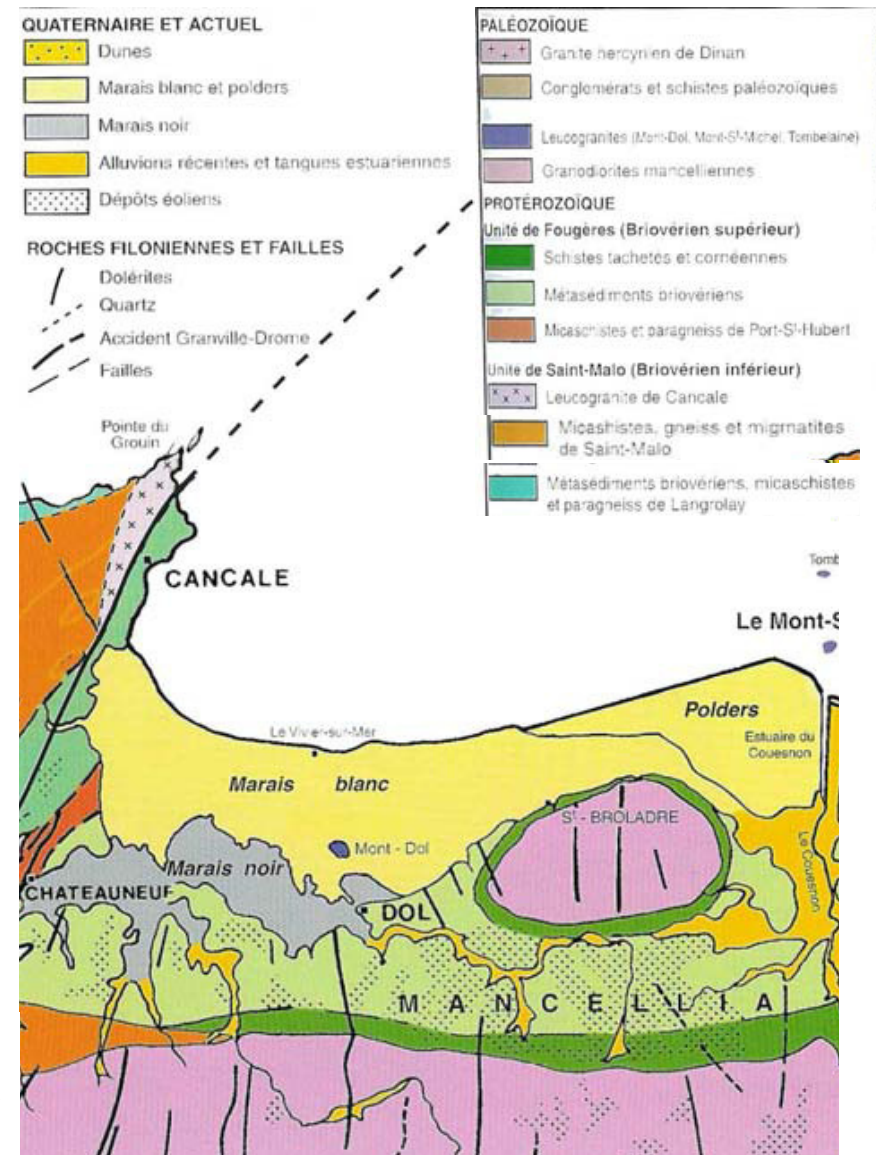 QUATERNAIRE ET ACTUEL
Dunes
Marais blanc et polders
Marais noir
Alluvions récentes et tanques estuariennes
Dépôts éoliens
ROCHES FILONIENNES ET FAILLES
Dolérites
Quartz
Accident Granville-Drome
Failles
PALÉOZOÏQUE
Granite hercynien de Dinan
Conglomérats et schistes paléozoïques
Leucogranites (Mont-Dol, Mont-St-Michel, Tombelaine)
Granodiorites mancelliennes
PROTÉROZOÏQUE
Unité de Fougères (Briovérien supérieur)
Schistes tachetés et cornéennes
Métasédiments briovériens
Micaschistes et paragneiss de Port-St-Hubert
Unité de Saint-Malo (Briovérien inférieur)
Leucogranite de Cancale
Micashistes, gneiss et migmatites
de Saint-Malo
Métasédiments briovériens, micaschistes
et paragneiss de Langrolay
Pointe du
Grouin
CANCALE
Tomb
Le Mont-S
Polders
Estuaire du
Couesnon
Le Vivier-sur-Mer
Marais blanc
St - BROLADRE
Mont - Dol
Le Couesnon
Marais noir
CHATEAUNEUF
DOL
MANCELLIA